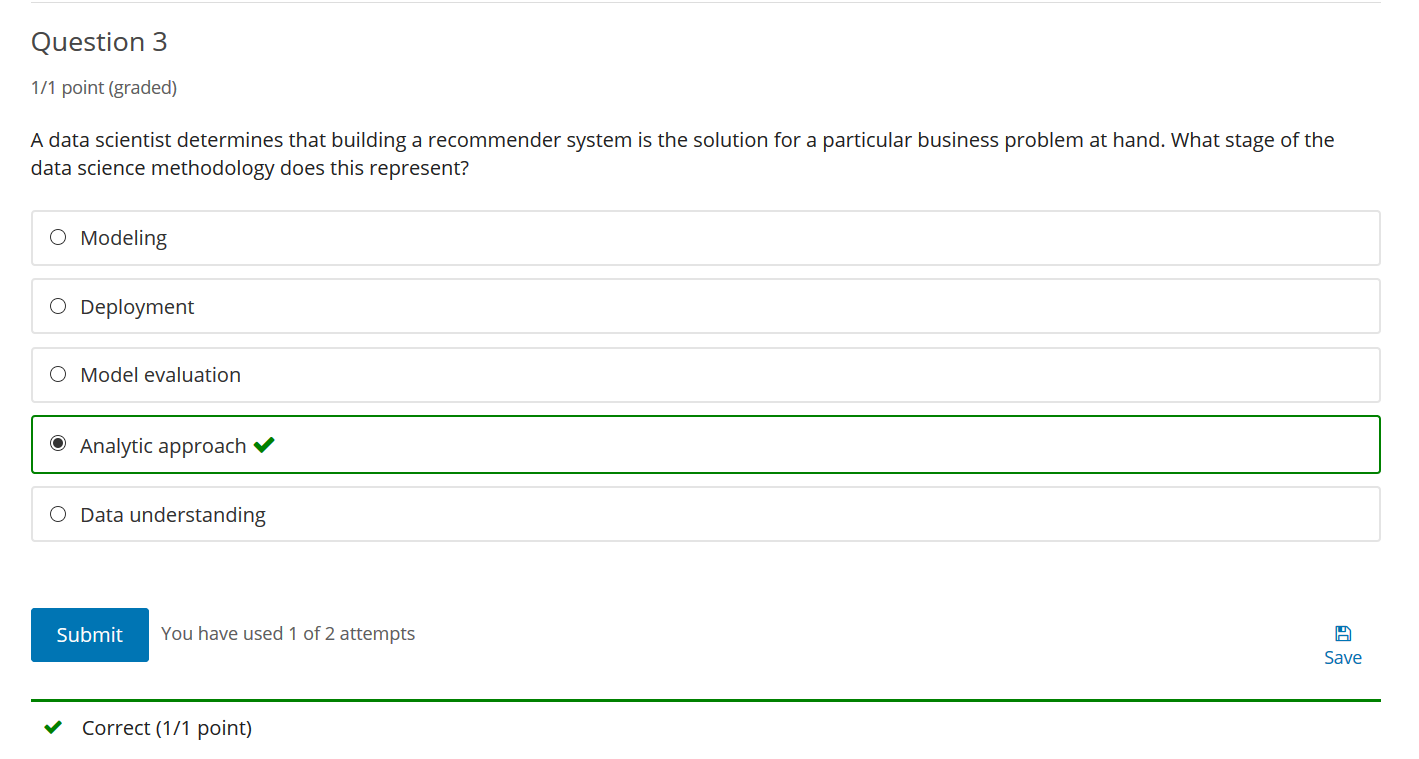 Question 3
1/1 point (graded)
A data scientist determines that building a recommender system is the solution for a particular business problem at hand. What stage of the
data science methodology does this represent?
Modeling
Deployment
Model evaluation
Analytic approach
Data understanding
Submit
You have used 1 of 2 attempts
Save
Correct (1/1 point)